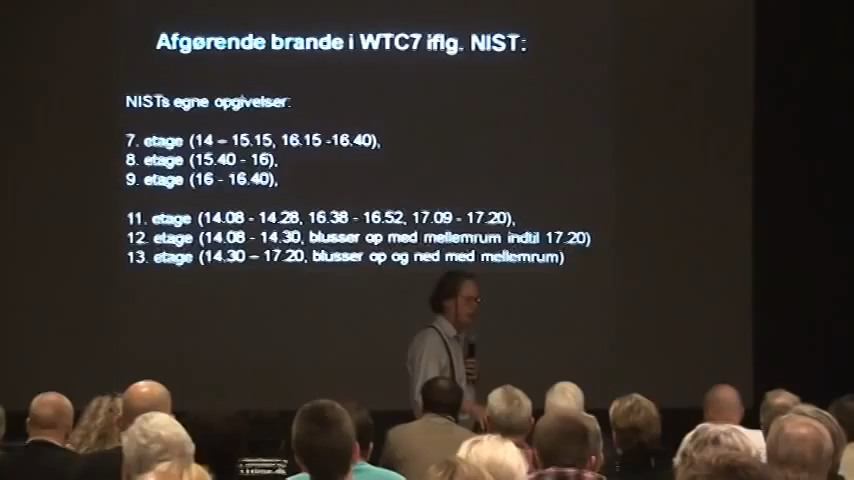 Afgørende brande i WTC7 iflg. NIST:
NISTs egne opgivelser:
7. etage (14 – 15.15, 16.15 -16.40),
8. etage (15.40 - 16),
9. etage (16 - 16.40),
11. etage (14.08 - 14.28, 16.38 - 16.52, 17.09 - 17.20),
12. etage (14.08 - 14.30, blusser op med mellemrum indtil 17.20)
13. etage (14.30 – 17.20, blusser op og ned med mellemrum)